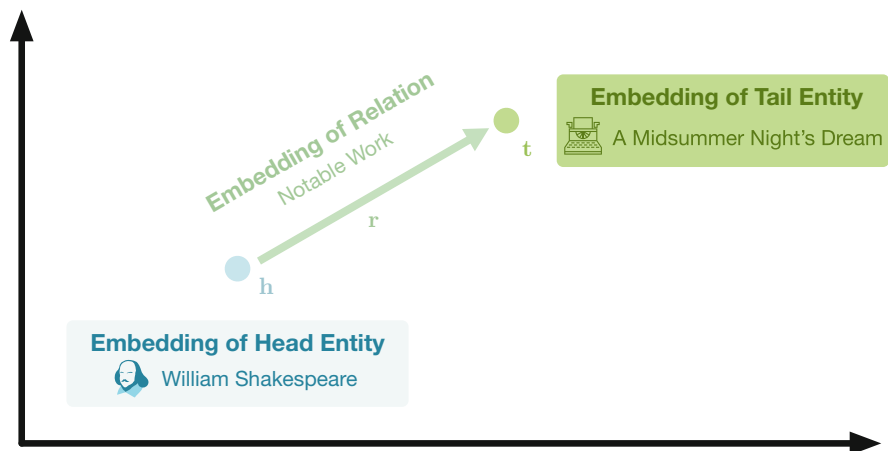 Embedding of Relation
Notable Work
r
h
t
Embedding of Tail Entity
A Midsummer Night's Dream
Embedding of Head Entity
William Shakespeare